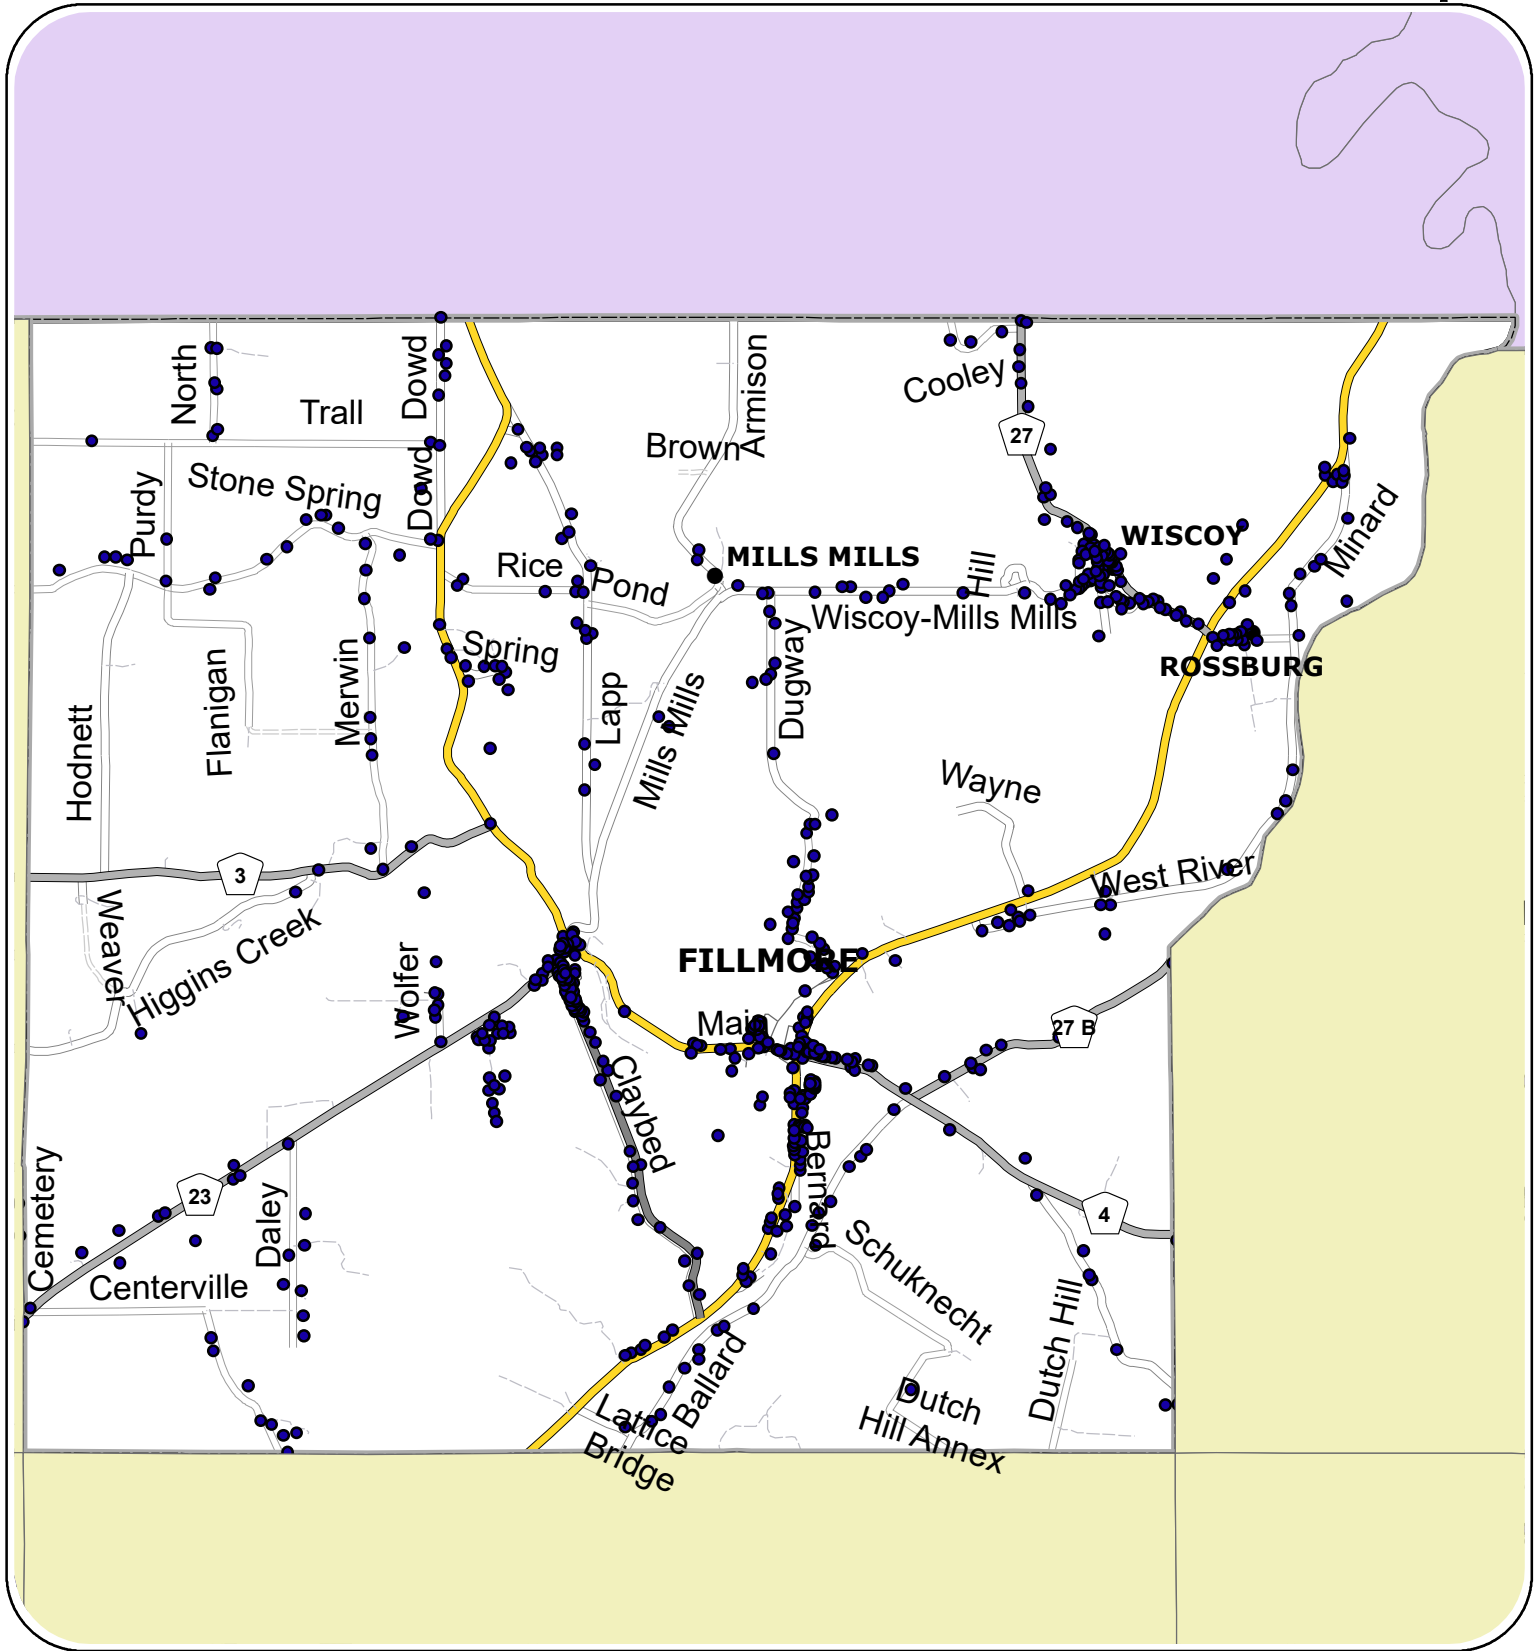 North
Trall
Dowd
Armison
Brown
Cooley
27
Stone Spring
Purdy
Dowd
Minard
WISCOY
MILLS MILLS
Rice
Pond
Hill
Wiscoy-Mills Mills
Spring
ROSSBURG
Hodnett
Flanigan
Merwin
Lapp
Mills Mills
Dugway
Wayne
3
West River
Weaver
Higgins Creek
Wolfer
FILLMORE
Main
27 B
Claybed
Cemetery
23
Daley
Bernard
4
Centerville
Schuknecht
Dutch Hill
Ballard
Lattice
Bridge
Dutch
Hill Annex